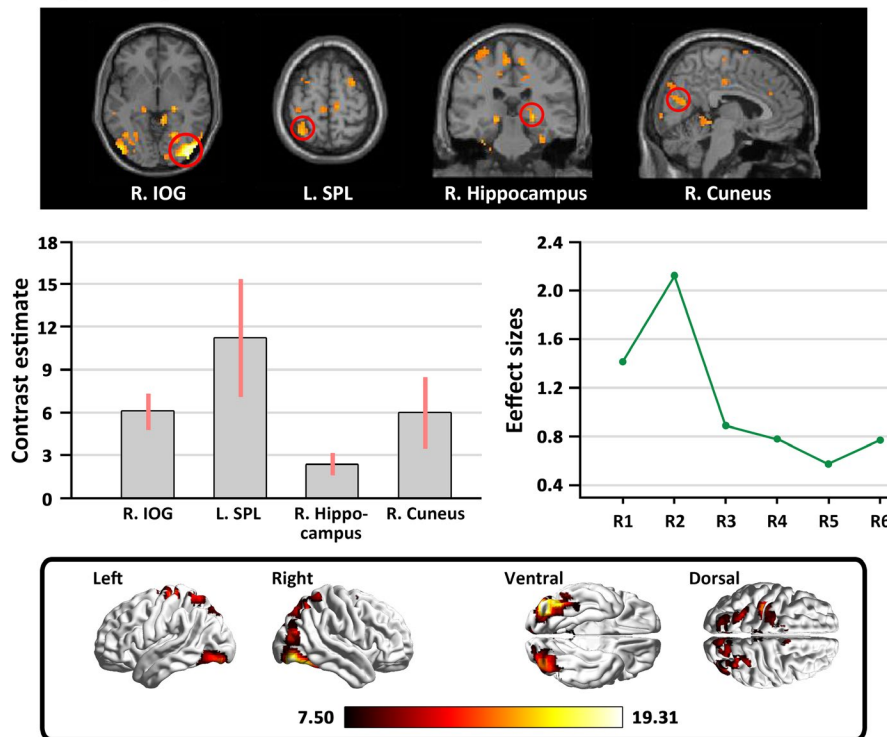 R. IOG
L. SPL
R. Hippocampus
R. Cuneus
Contrast estimate
18
15
12
9
6
3
0
R. IOG
L. SPL
R. Hippo-
campus
R. Cuneus
Eeffect sizes
2.4
2.0
1.6
1.2
0.8
0.4
R1
R2
R3
R4
R5
R6
Left
Right
Ventral
Dorsal
7.50
19.31